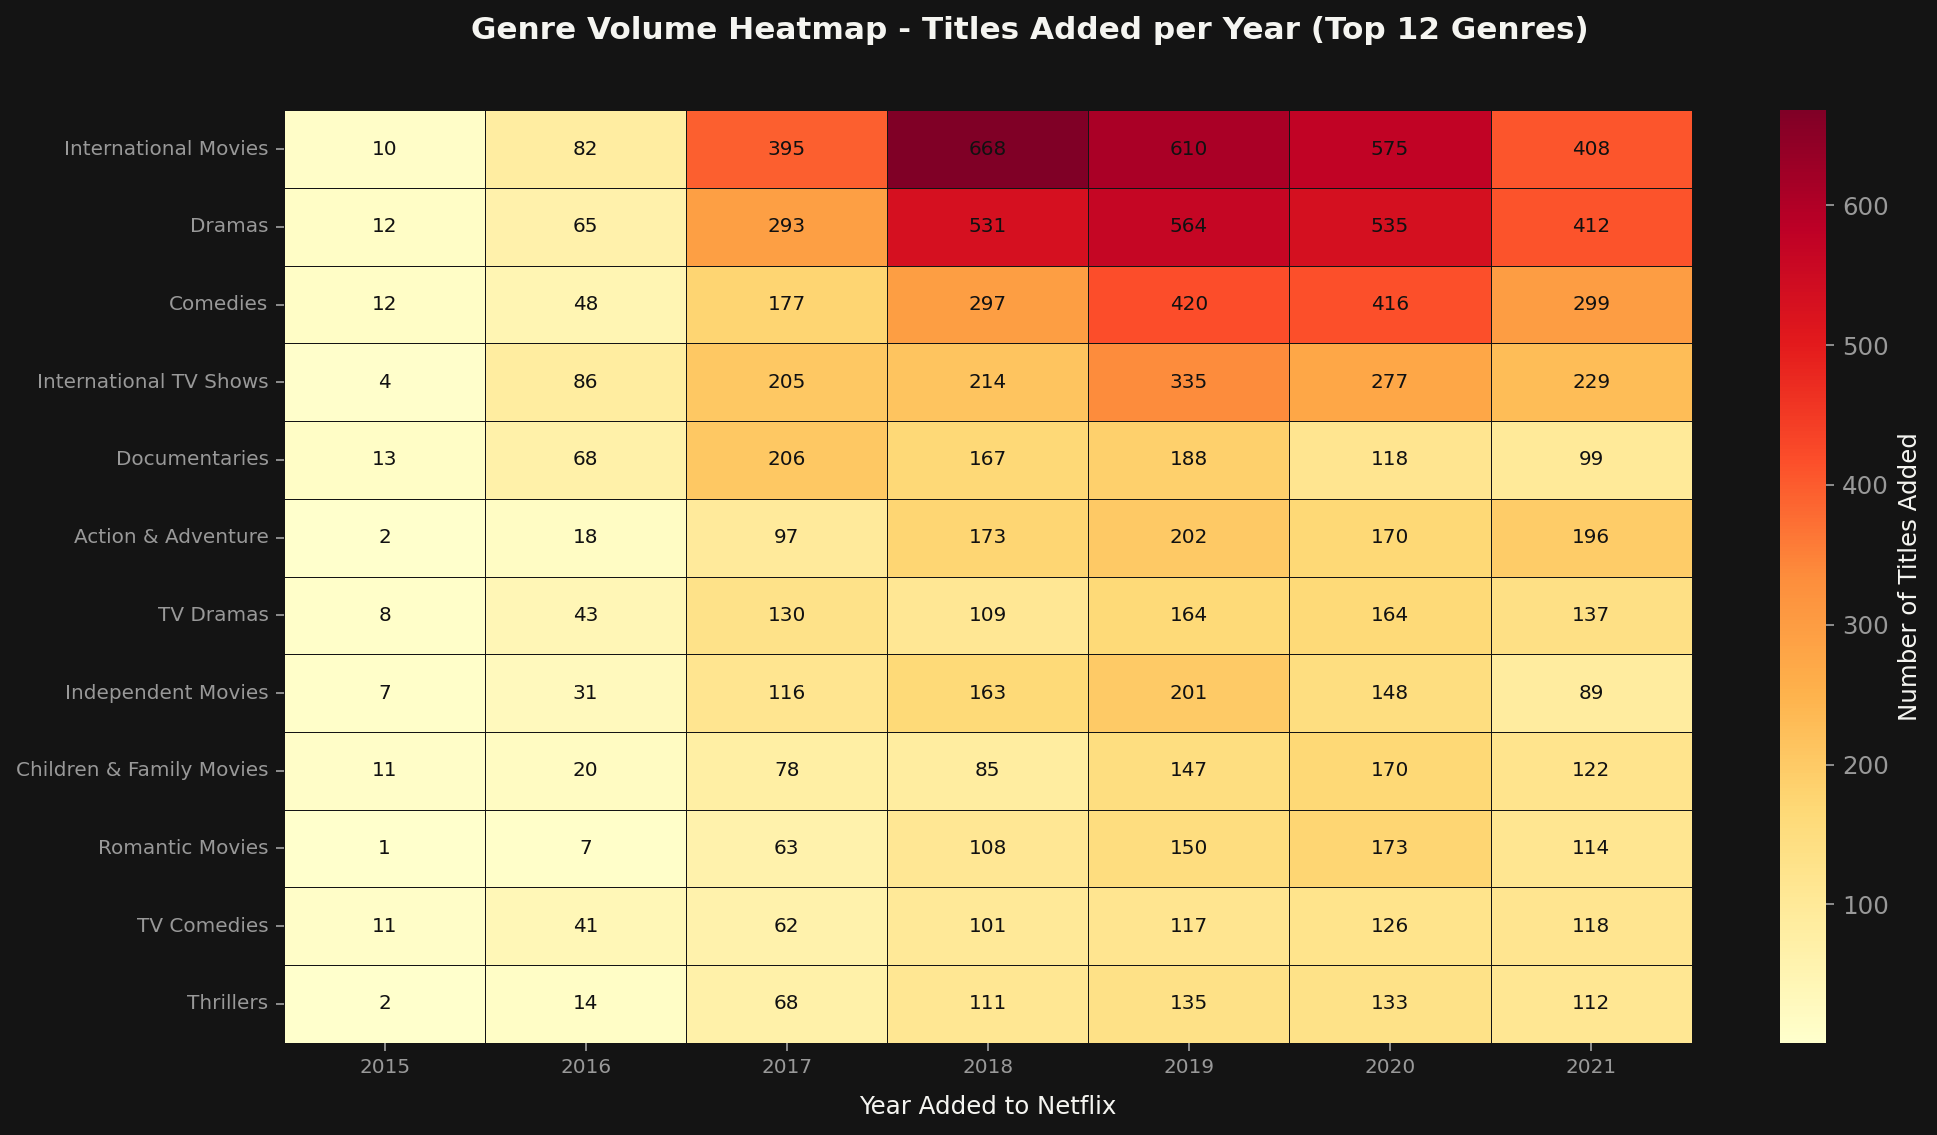 Genre Volume Heatmap - Titles Added per Year (Top 12 Genres)
International Movies 10 82 395 668 610 575 408
Dramas 12 65 293 531 564 535 412
Comedies 12 48 177 297 420 416 299
International TV Shows 4 86 205 214 335 277 229
Documentaries 13 68 206 167 188 118 99
Action & Adventure 2 18 97 173 202 170 196
TV Dramas 8 43 130 109 164 164 137
Independent Movies 7 31 116 163 201 148 89
Children & Family Movies 11 20 78 85 147 170 122
Romantic Movies 1 7 63 108 150 173 114
TV Comedies 11 41 62 101 117 126 118
Thrillers 2 14 68 111 135 133 112
2015 2016 2017 2018 2019 2020 2021
Year Added to Netflix
600
500
400
300
200
100
Number of Titles Added